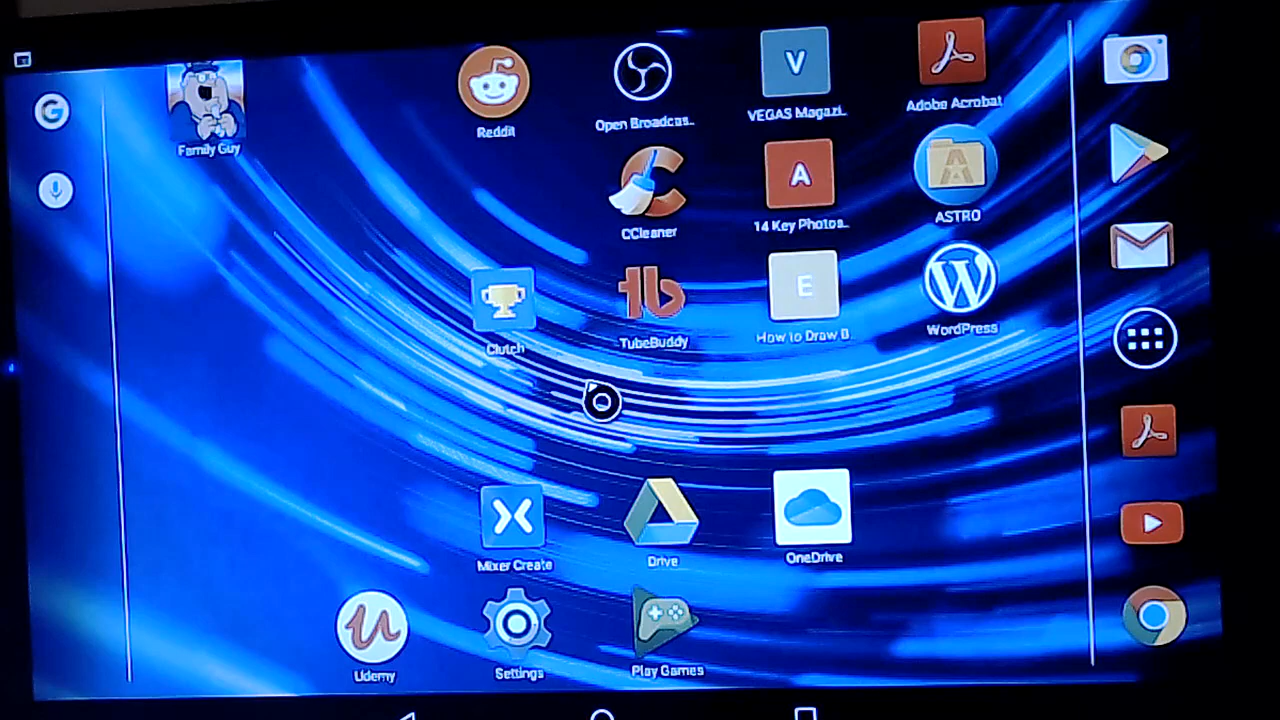 Family Guy
Reddit
Open Broadcas..
VEGAS Magazi..
Adobe Acrobat
CCleaner
14 Key Photos..
ASTRO
Clutch
TubeBuddy
How to Draw B
WordPress
Mixer Create
Drive
OneDrive
Udemy
Settings
Play Games
V
A
E